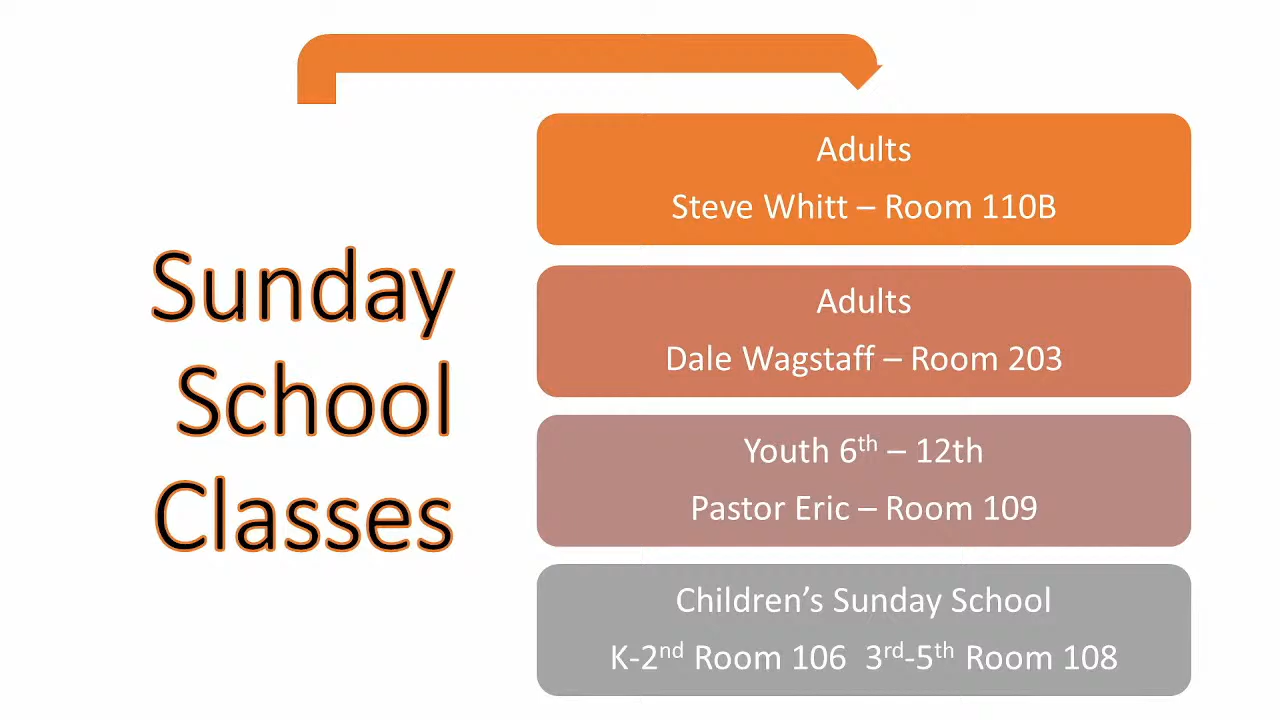 Sunday
School
Classes
Adults
Steve Whitt – Room 110B
Adults
Dale Wagstaff – Room 203
Youth 6th – 12th
Pastor Eric – Room 109
Children’s Sunday School
K-2nd Room 106  3rd-5th Room 108